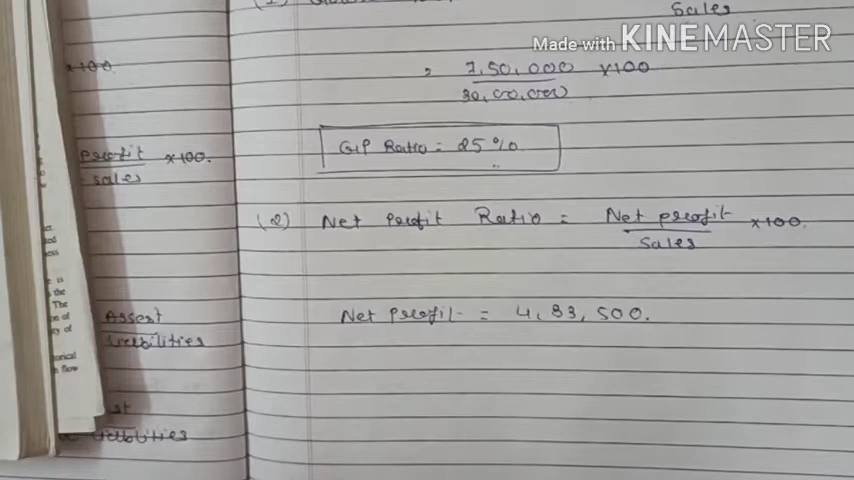 Sales
Made with KINEMASTER
= 7,50,000 ×100
30,00,000
×100.
GP Ratio = 25%
Profit ×100.
Sales
(2) Net Profit Ratio = Net profit ×100.
Sales
Assest
Liabilities
Net Profit = 4,83,500.
Liabilities